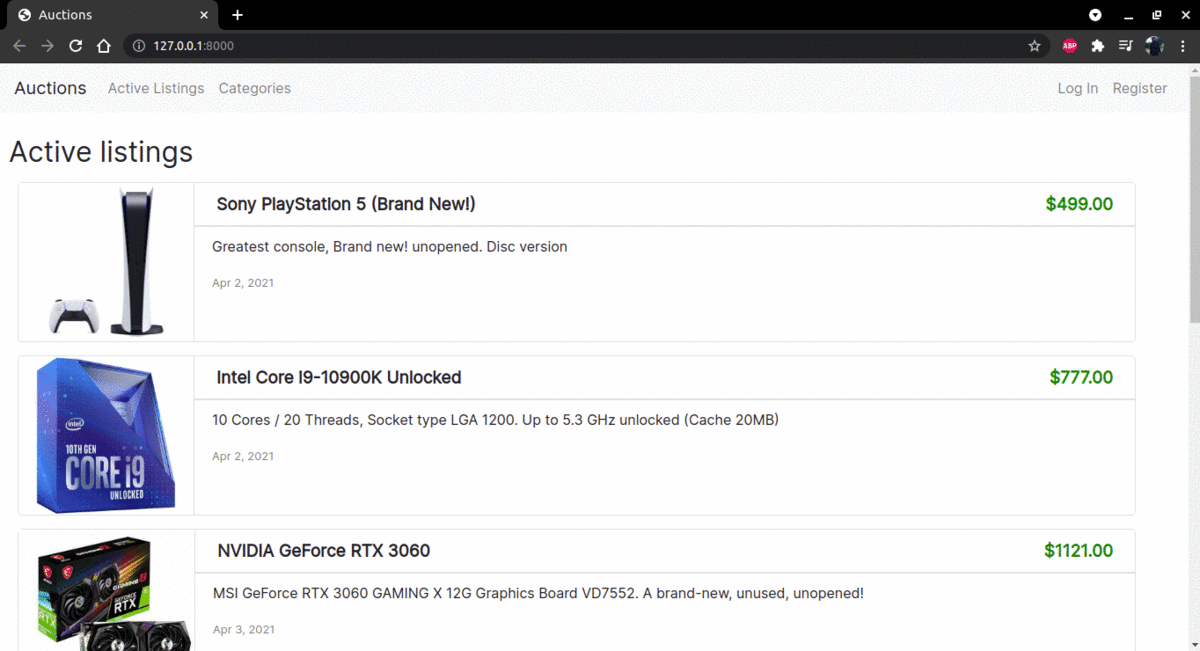 Auctions
127.0.0.1:8000
ABP
Auctions Active Listings Categories Log In Register
Active listings
Sony PlayStation 5 (Brand New!) $499.00
Greatest console, Brand new! unopened. Disc version
Apr 2, 2021
Intel Core I9-10900K Unlocked $777.00
10 Cores / 20 Threads, Socket type LGA 1200. Up to 5.3 GHz unlocked (Cache 20MB)
Apr 2, 2021
intel
10TH GEN
CORE i9
UNLOCKED
NVIDIA GeForce RTX 3060 $1121.00
MSI GeForce RTX 3060 GAMING X 12G Graphics Board VD7552. A brand-new, unused, unopened!
Apr 3, 2021
GAMING
GEFORCE
RTX